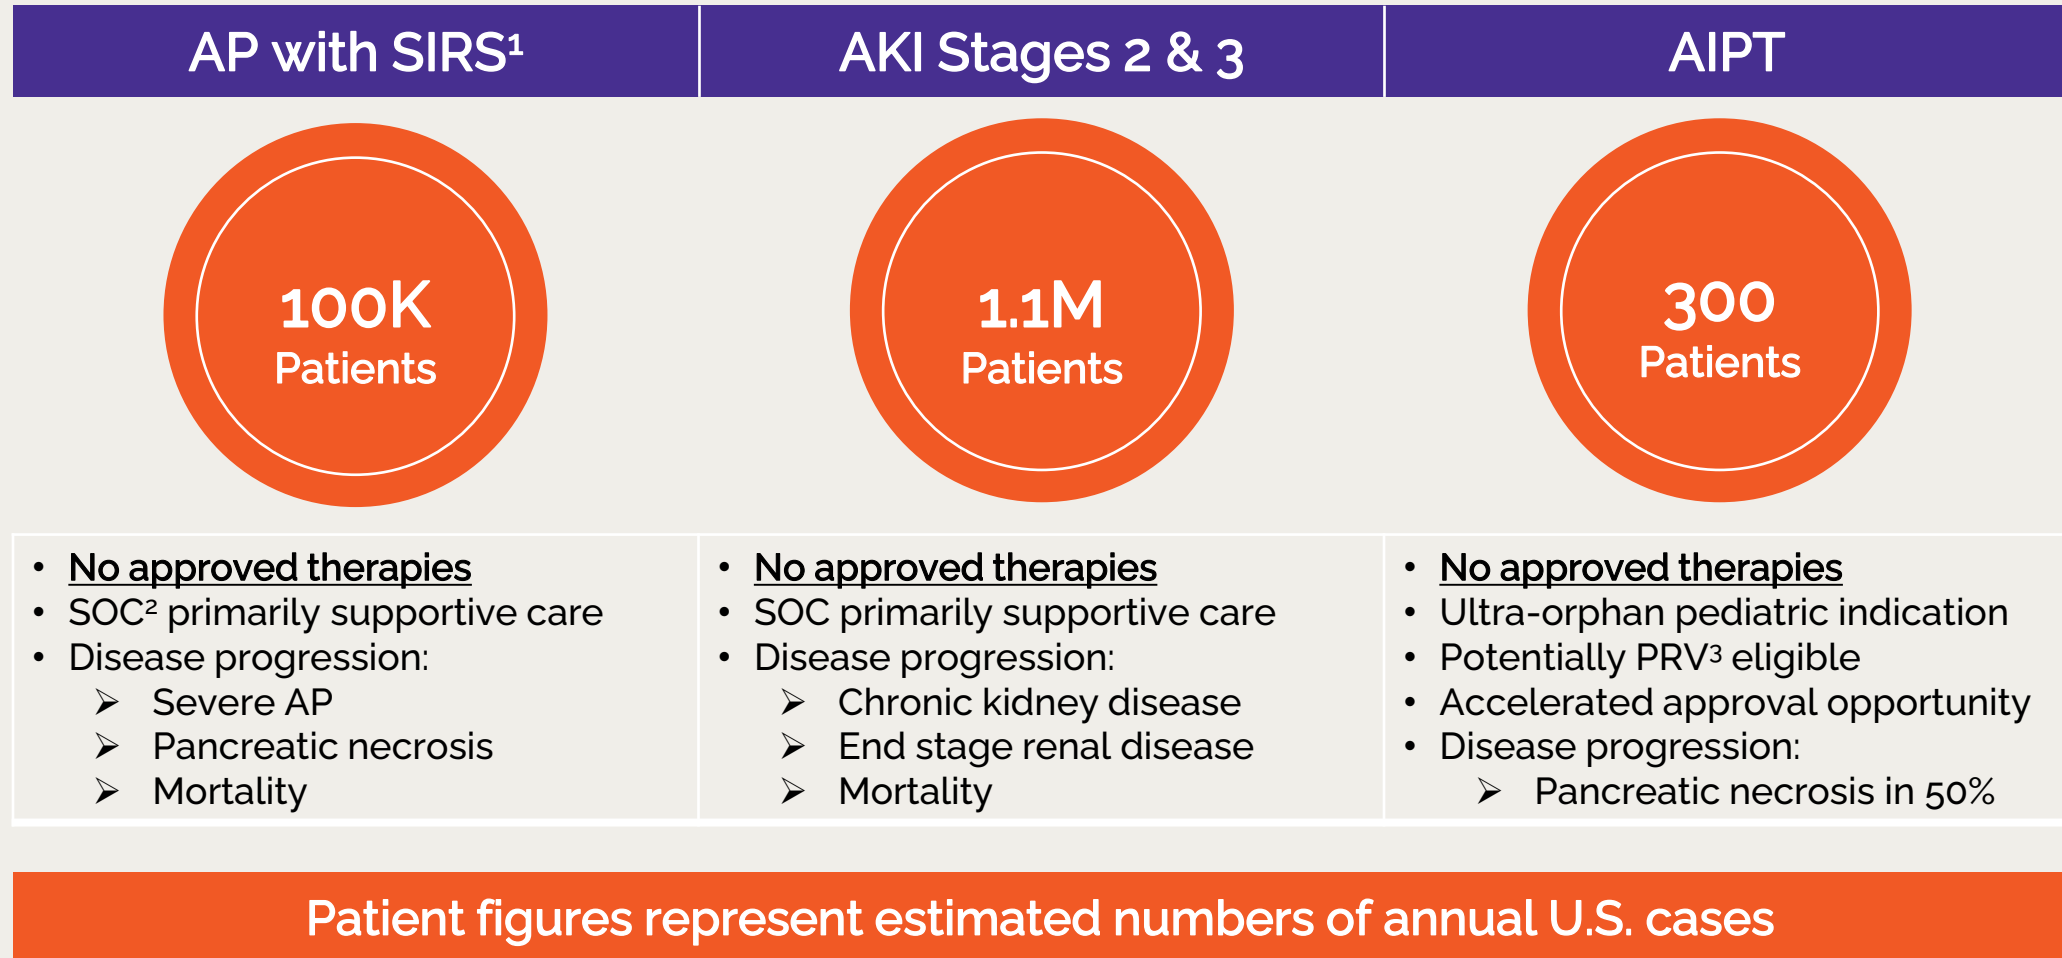 AP with SIRS¹
AKI Stages 2 & 3
AIPT
100K
Patients
1.1M
Patients
300
Patients
• No approved therapies
• SOC² primarily supportive care
• Disease progression:
➢ Severe AP
➢ Pancreatic necrosis
➢ Mortality
• No approved therapies
• SOC primarily supportive care
• Disease progression:
➢ Chronic kidney disease
➢ End stage renal disease
➢ Mortality
• No approved therapies
• Ultra-orphan pediatric indication
• Potentially PRV³ eligible
• Accelerated approval opportunity
• Disease progression:
➢ Pancreatic necrosis in 50%
Patient figures represent estimated numbers of annual U.S. cases